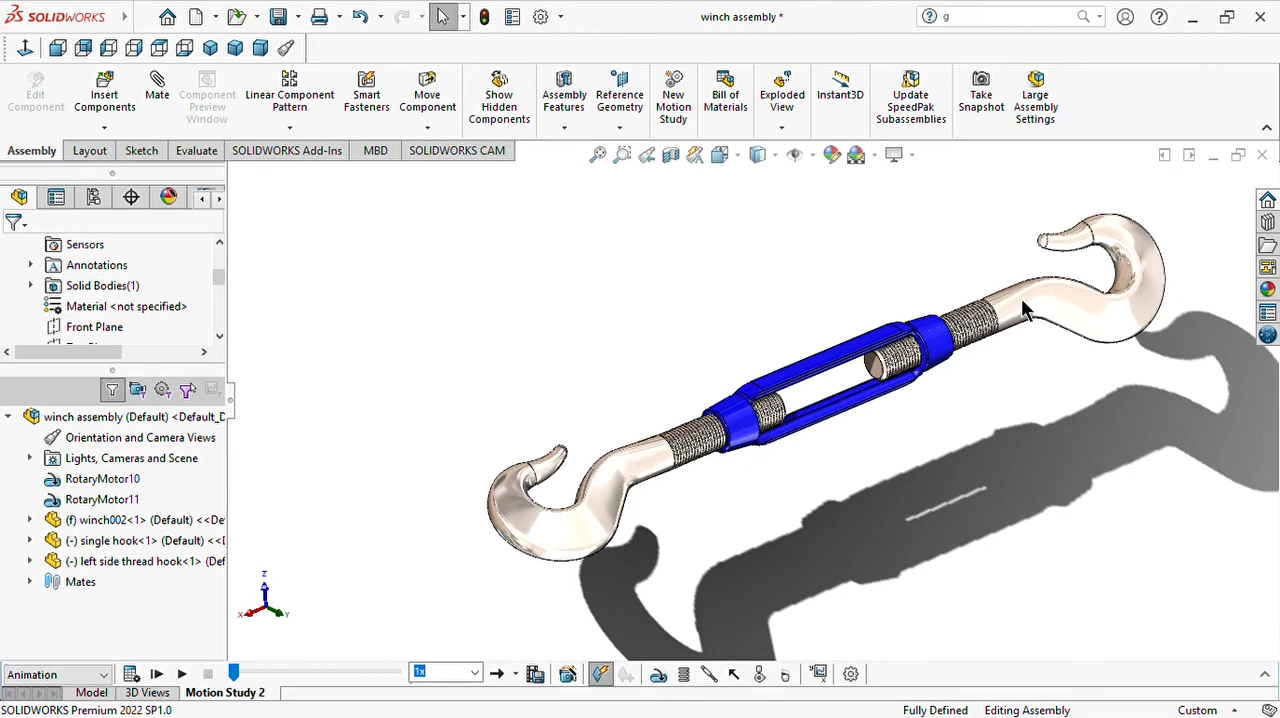 SOLIDWORKS
winch assembly *
g
Edit Component
Insert Components
Mate
Component Preview Window
Linear Component Pattern
Smart Fasteners
Move Component
Show Hidden Components
Assembly Features
Reference Geometry
New Motion Study
Bill of Materials
Exploded View
Instant3D
Update SpeedPak Subassemblies
Take Snapshot
Large Assembly Settings
Assembly Layout Sketch Evaluate SOLIDWORKS Add-Ins MBD SOLIDWORKS CAM
Sensors
Annotations
Solid Bodies(1)
Material <not specified>
Front Plane
winch assembly (Default) <Default_D
Orientation and Camera Views
Lights, Cameras and Scene
RotaryMotor10
RotaryMotor11
(f) winch002<1> (Default) <<De
(-) single hook<1> (Default) <<D
(-) left side thread hook<1> (Def
Mates
Z
X
Y
Animation
1x
Model 3D Views Motion Study 2
SOLIDWORKS Premium 2022 SP1.0
Fully Defined Editing Assembly Custom